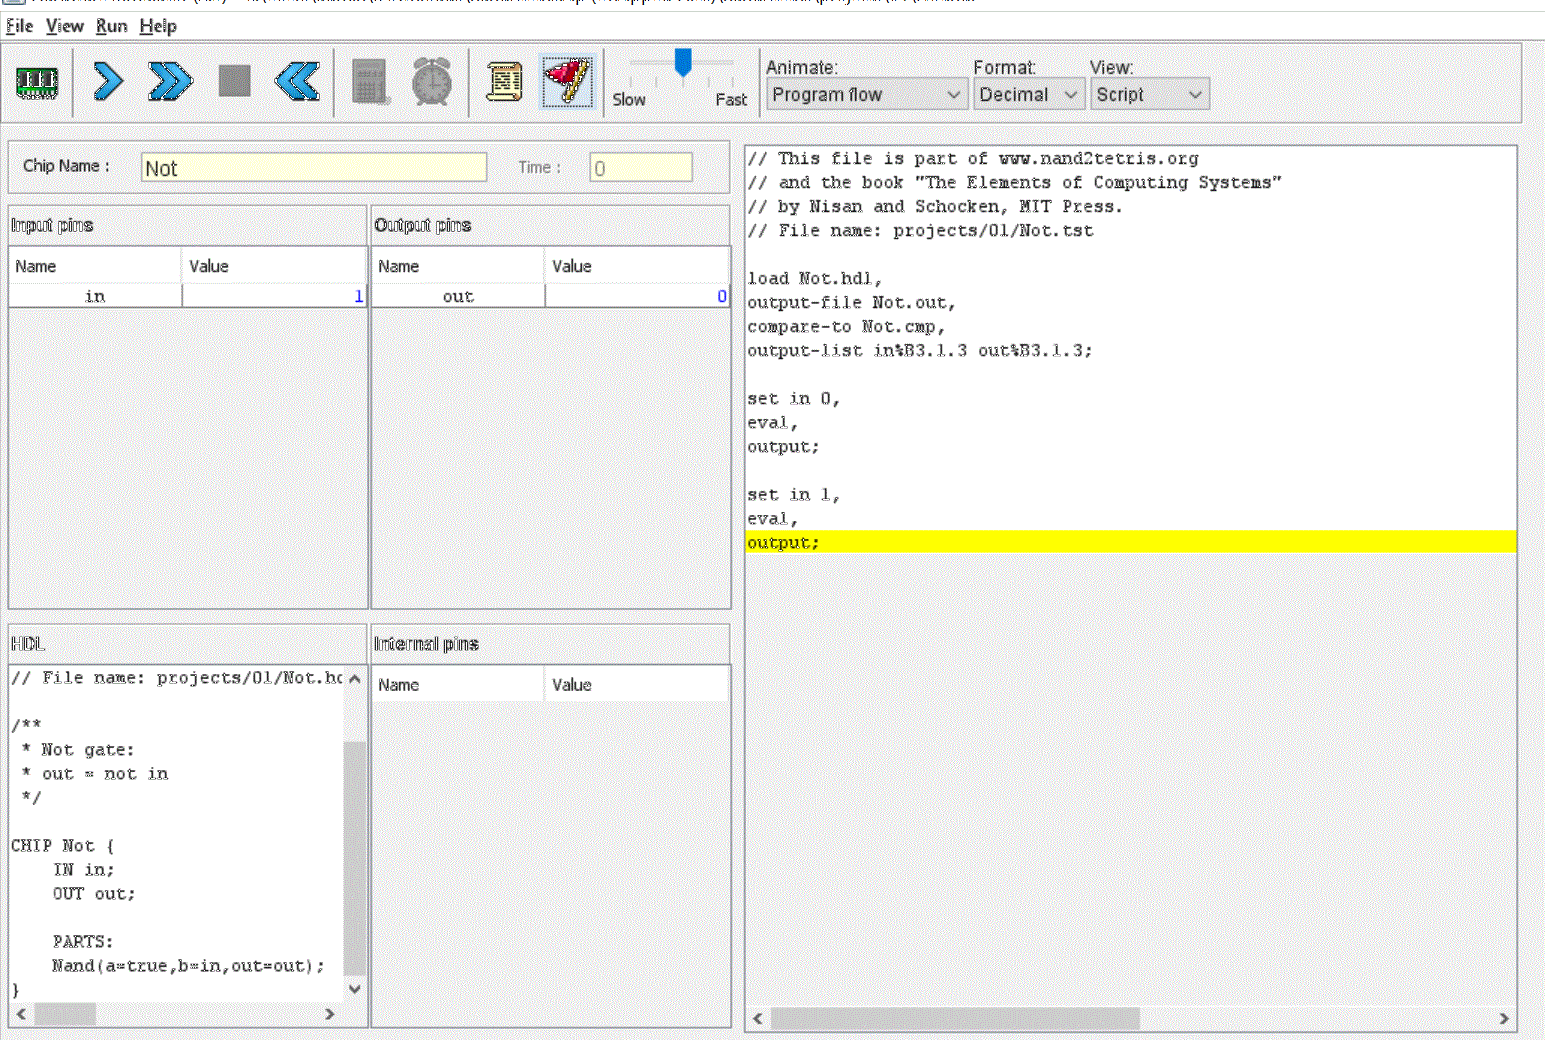 File View Run Help
Slow Fast
Animate: Format: View:
Program flow Decimal Script
Chip Name : Not Time : 0
Input pins
Name Value
in 1
Output pins
Name Value
out 0
HDL
// File name: projects/01/Not.hd
/**
 * Not gate:
 * out = not in
 */
CHIP Not {
IN in;
OUT out;
PARTS:
Nand(a=true,b=in,out=out);
}
Internal pins
Name Value
// This file is part of www.nand2tetris.org
// and the book "The Elements of Computing Systems"
// by Nisan and Schocken, MIT Press.
// File name: projects/01/Not.tst
load Not.hdl,
output-file Not.out,
compare-to Not.cmp,
output-list in%B3.1.3 out%B3.1.3;
set in 0,
eval,
output;
set in 1,
eval,
output;